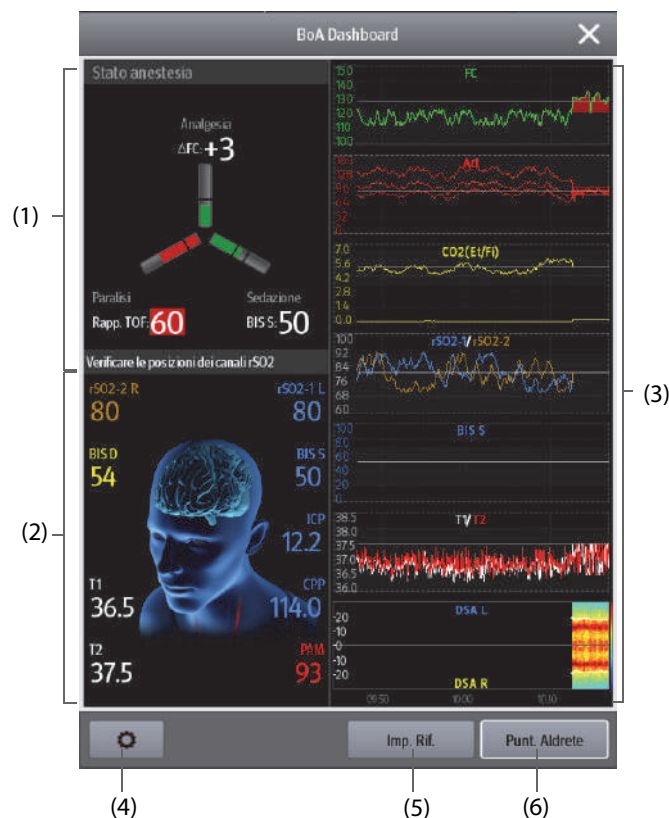 BoA Dashboard
Stato anestesia
Analgesia
ΔFC: +3
Paralisi
Rapp. TOF: 60
Sedazione
BIS S: 50
Verificare le posizioni dei canali rSO2
rSO2-2 R
80
rSO2-1 L
80
BIS D
54
BIS S
50
ICP
12.2
T1
36.5
CPP
114.0
T2
37.5
PAM
93
FC
150
140
130
120
110
100
Art
CO2(Et/Fi)
7.0
5.6
4.2
2.8
1.4
0.0
rSO2-1/rSO2-2
100
92
84
76
68
60
BIS S
100
80
60
40
20
0
T1/T2
38.5
38.0
37.5
37.0
36.5
36.0
DSA L
-20
-10
-0
-10
-20
DSA R
09:50
10:00
10:10
Imp. Rif.
Punt. Aldrete
(1)
(2)
(3)
(4)
(5)
(6)